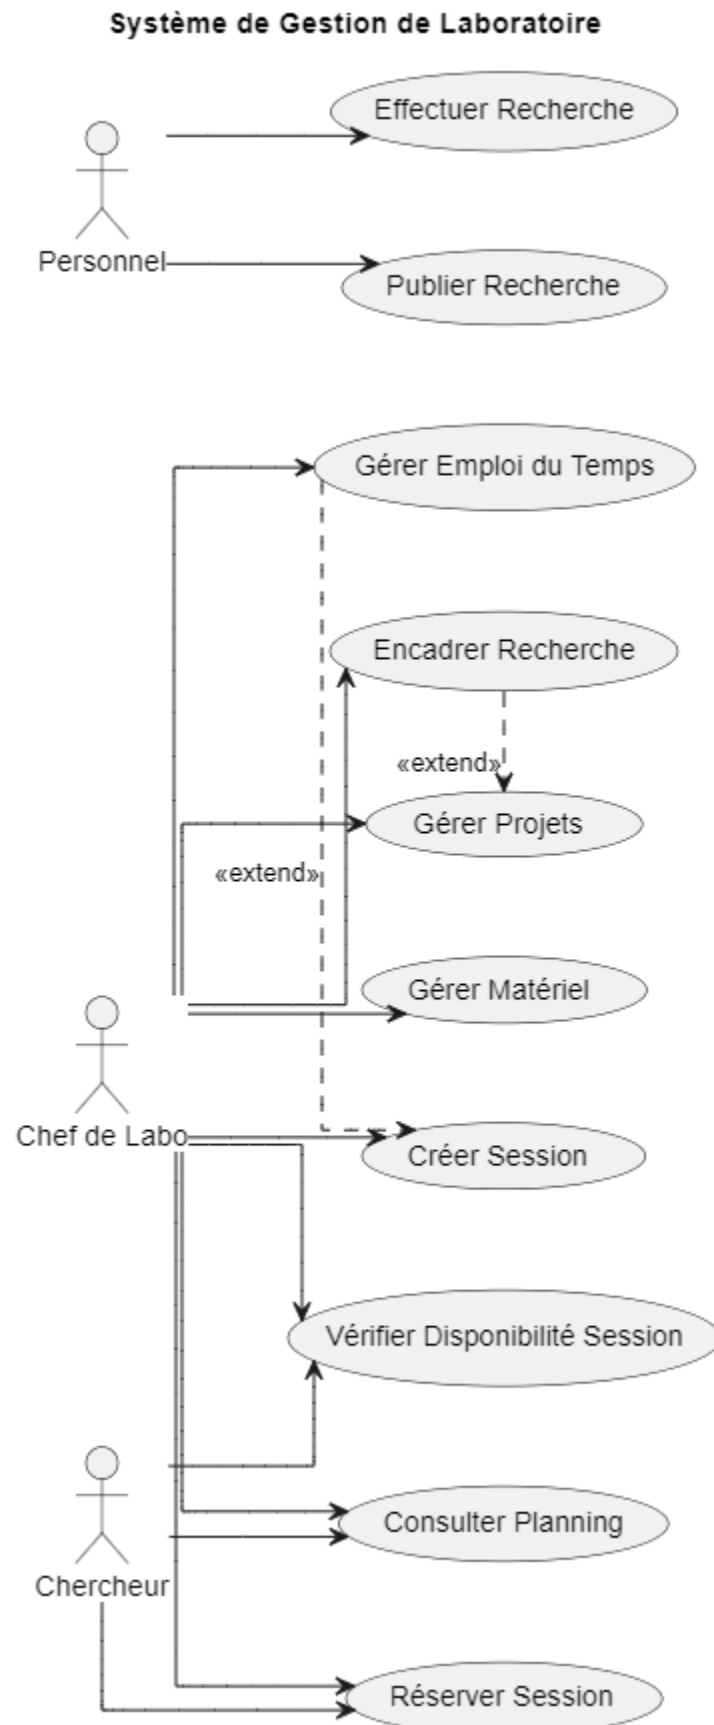 Système de Gestion de Laboratoire
Effectuer Recherche
Personnel
Publier Recherche
Gérer Emploi du Temps
Encadrer Recherche
«extend»
Gérer Projets
«extend»
Gérer Matériel
Chef de Labo
Créer Session
Vérifier Disponibilité Session
Consulter Planning
Chercheur
Réserver Session